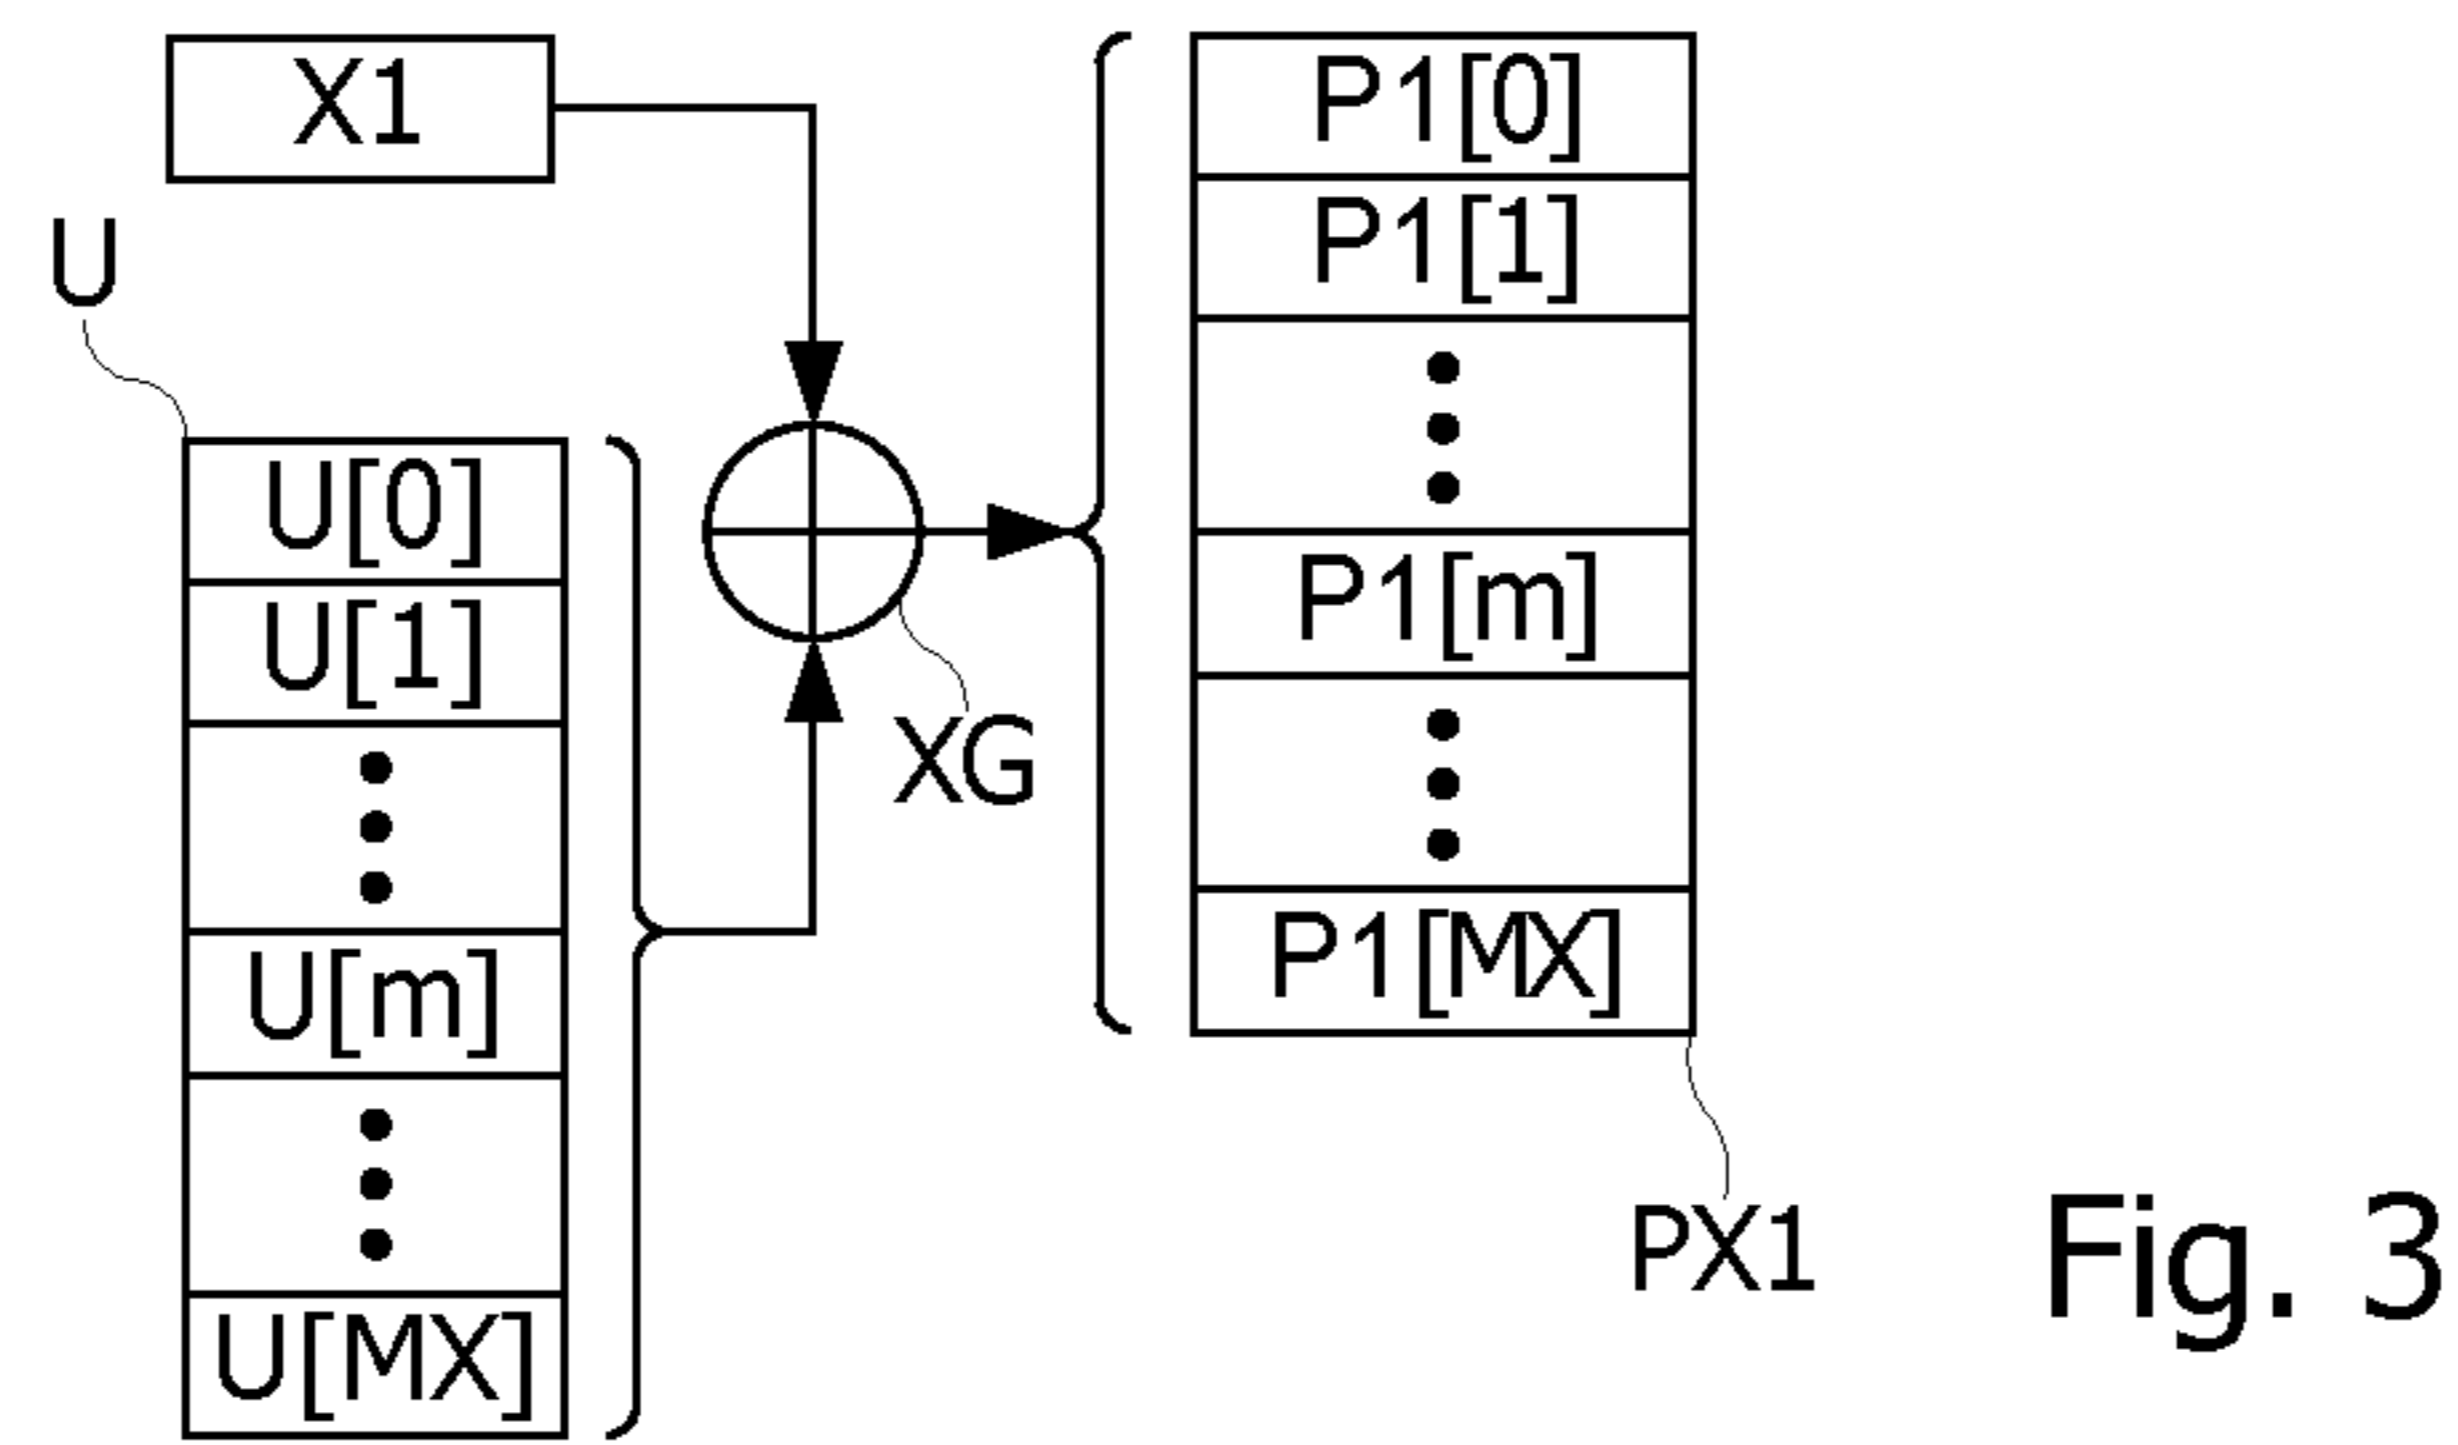 X1
U
U[0]
U[1]
U[m]
U[MX]
XG
P1[0]
P1[1]
P1[m]
P1[MX]
PX1
Fig. 3